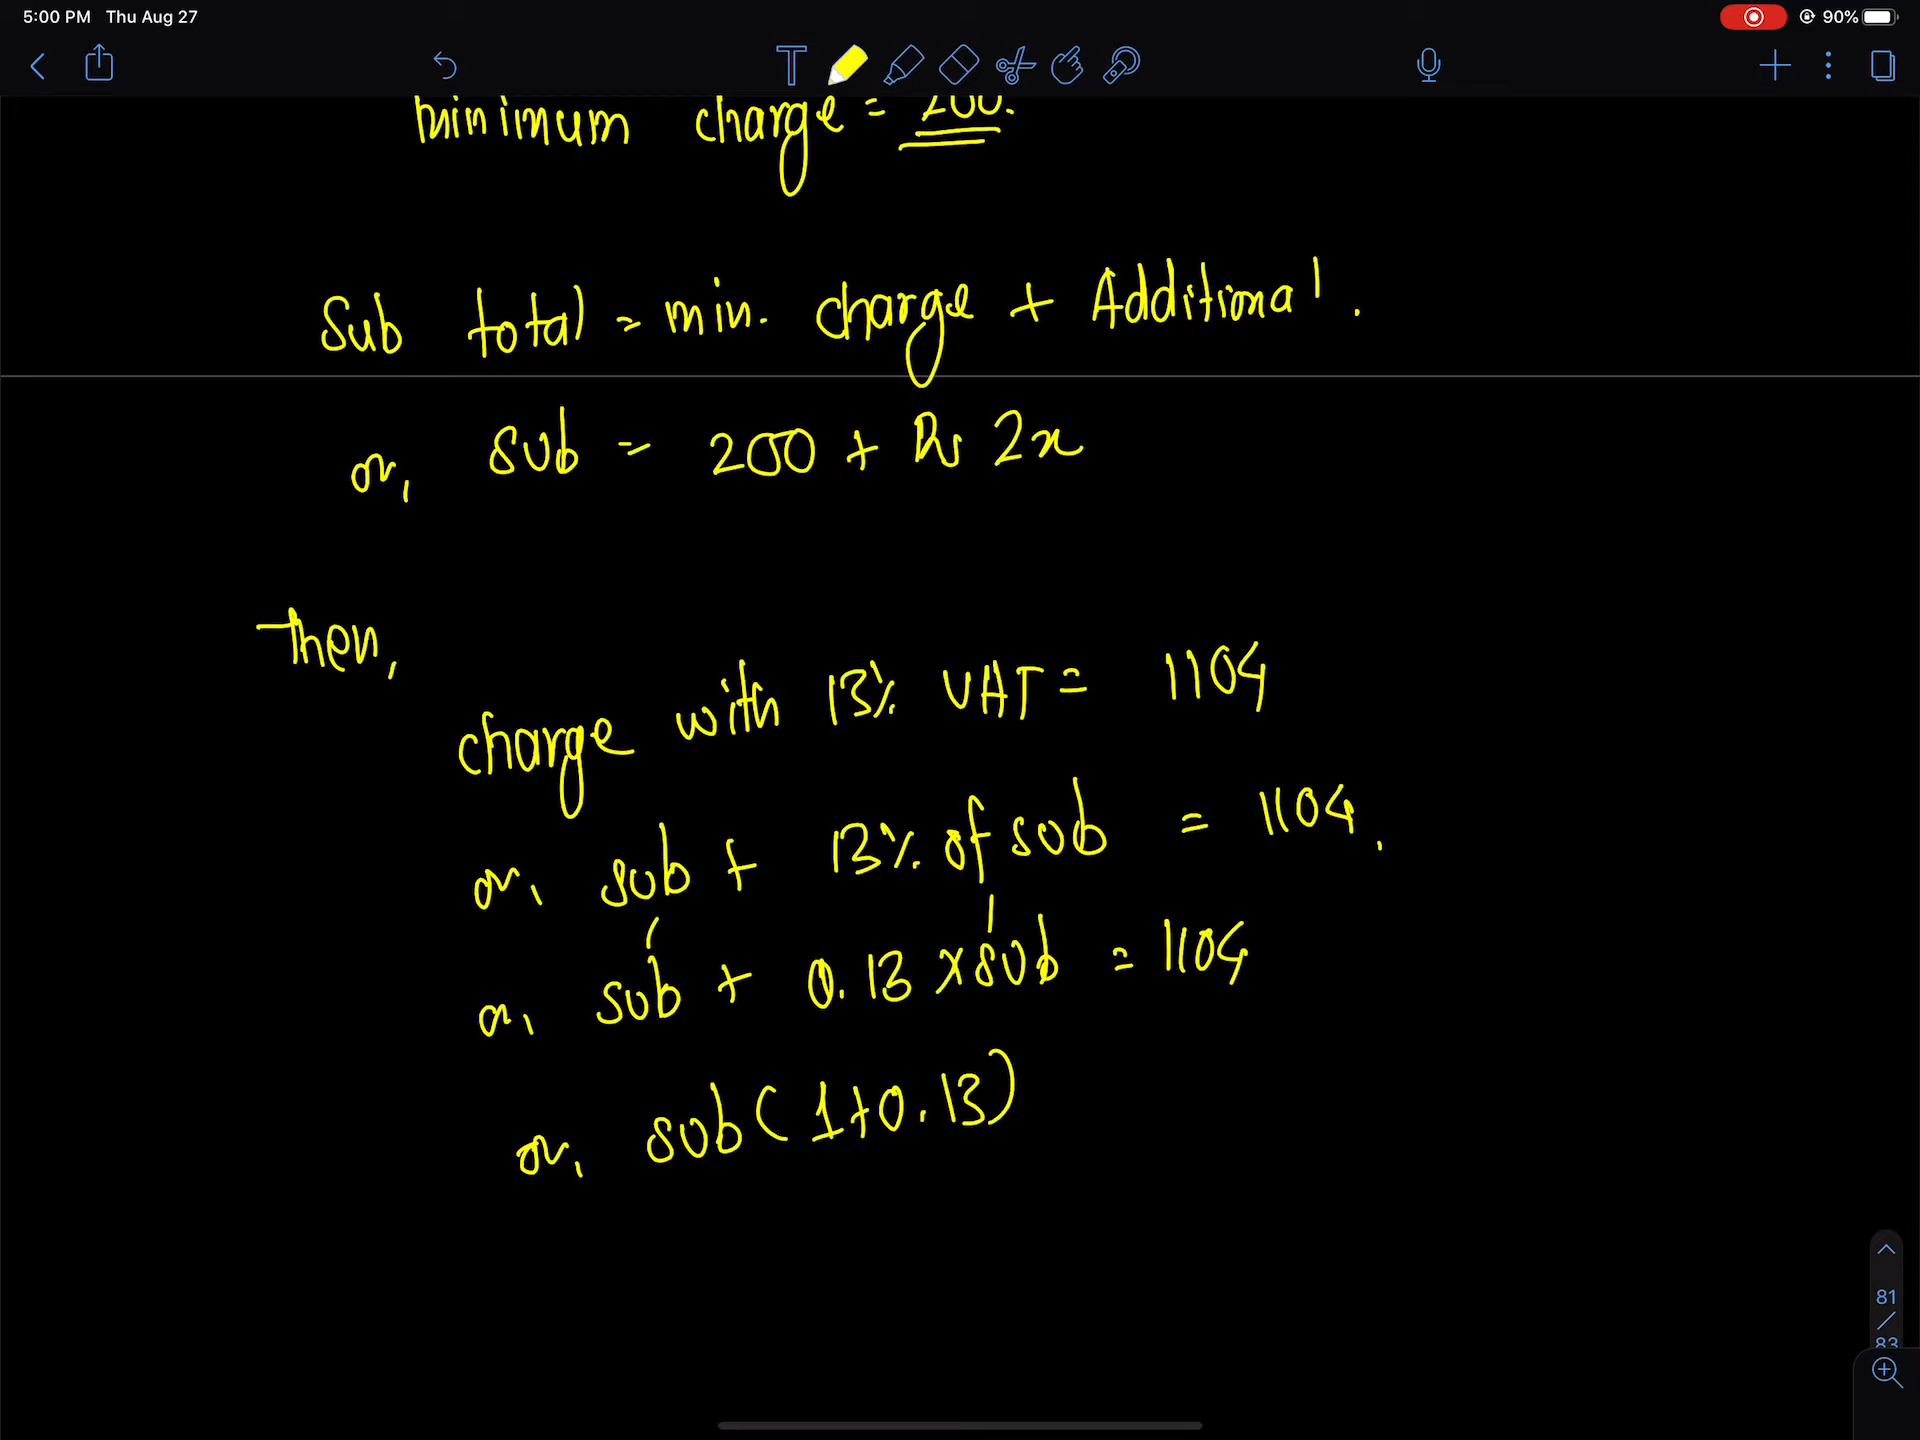 5:00 PM Thu Aug 27
90%
T
minimum charge = 200.
Sub total = min. charge + Additional.
or, sub = 200 + Rs 2x
Then,
charge with 13% VAT = 1104
or, sub + 13% of sub = 1104.
or, sub + 0.13 × sub = 1104
or, sub ( 1+0.13)
81
/
83